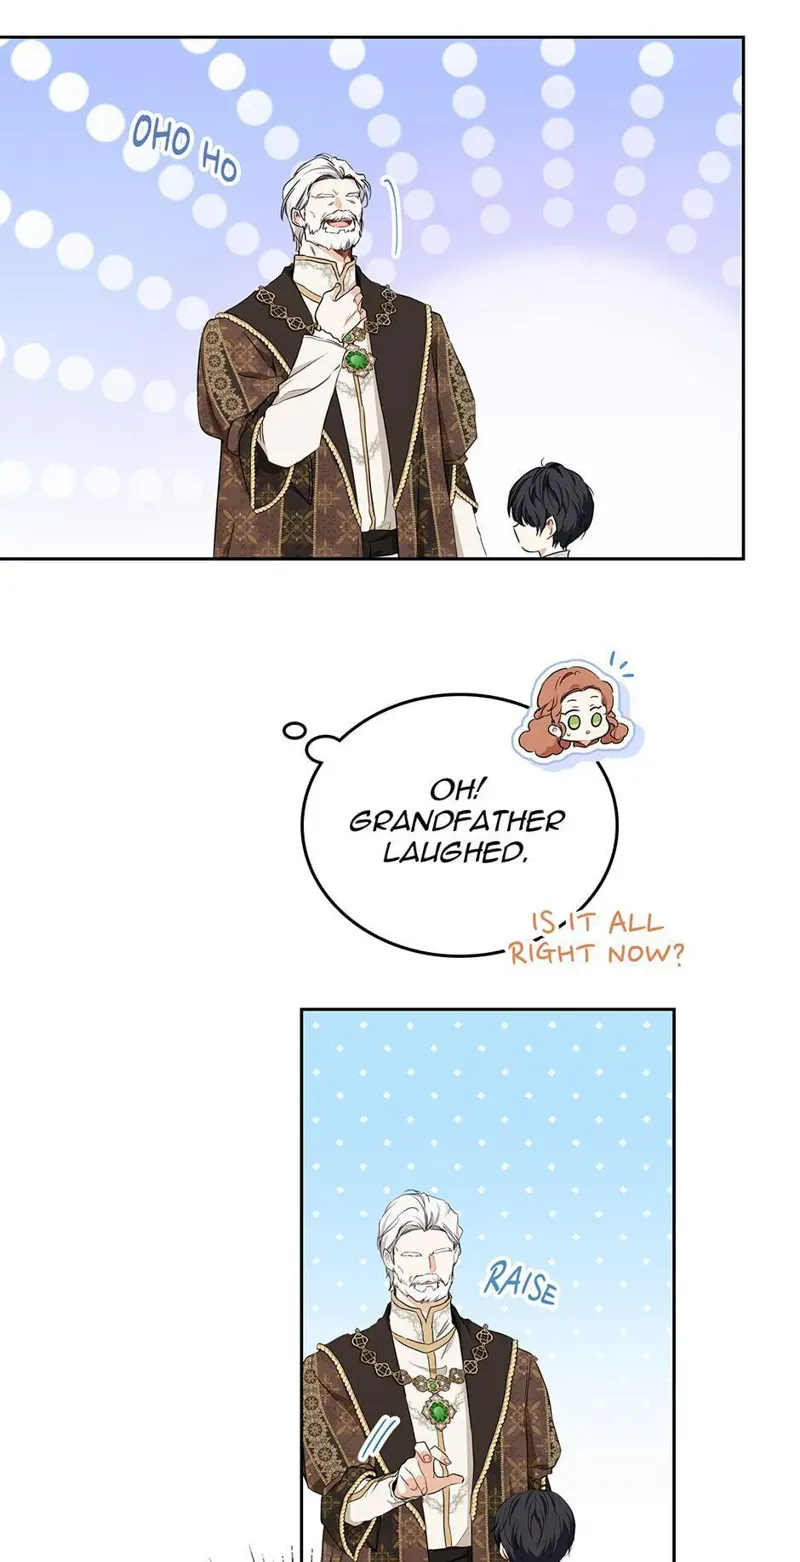 OHO HO
OH!
GRANDFATHER
LAUGHED.
IS IT ALL
RIGHT NOW?
RAISE